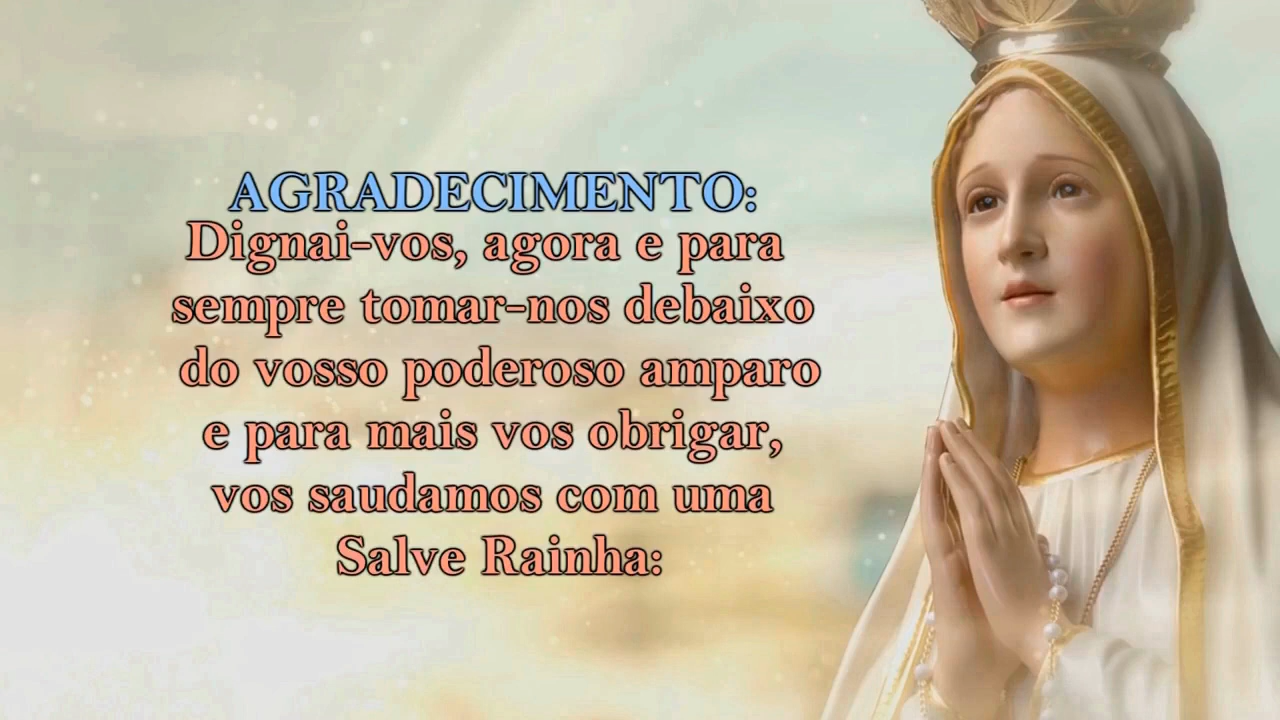 AGRADECIMENTO:
Dignai-vos, agora e para
sempre tomar-nos debaixo
do vosso poderoso amparo
e para mais vos obrigar,
vos saudamos com uma
Salve Rainha: